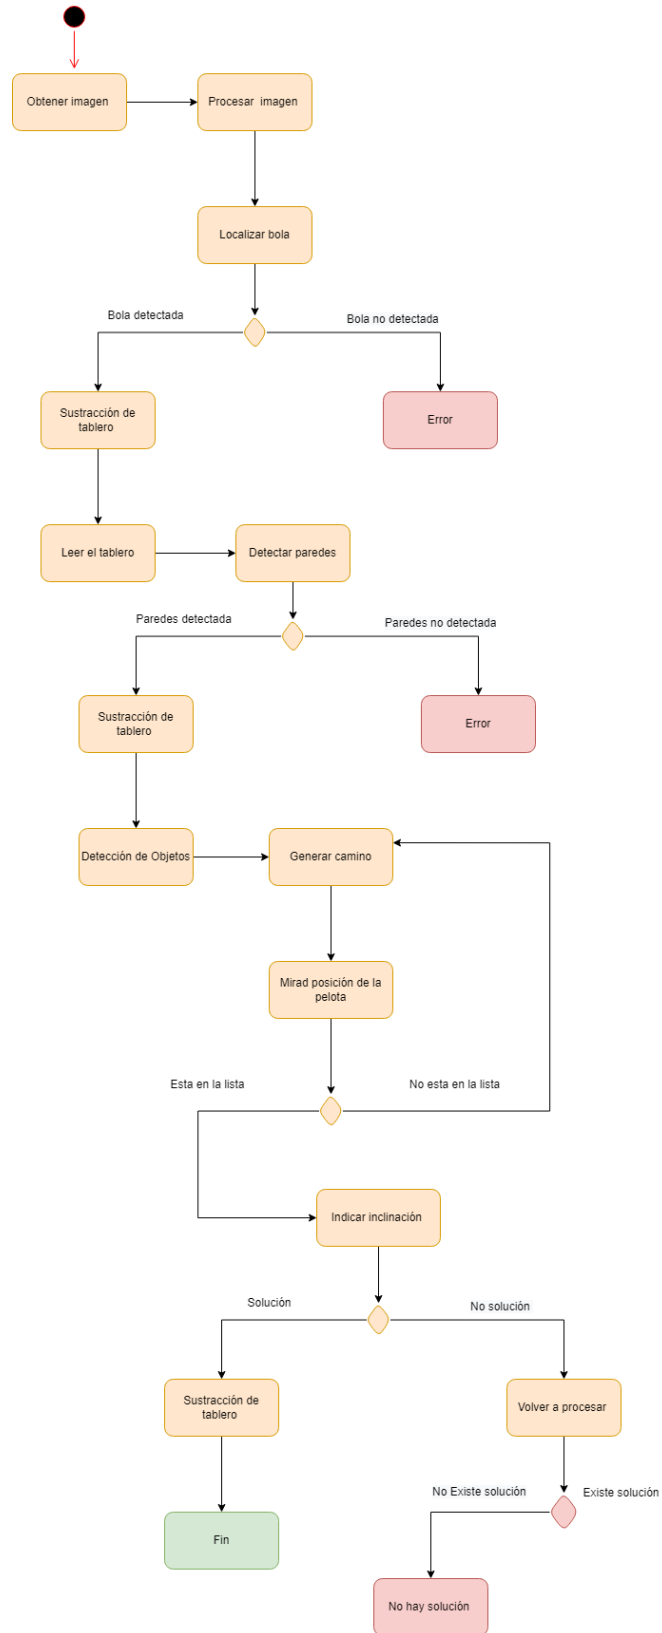 Obtener imagen
Procesar imagen
Localizar bola
Bola detectada
Bola no detectada
Sustracción de
tablero
Error
Leer el tablero
Detectar paredes
Paredes detectada
Paredes no detectada
Sustracción de
tablero
Error
Detección de Objetos
Generar camino
Mirad posición de la
pelota
Esta en la lista
No esta en la lista
Indicar inclinación
Solución
No solución
Sustracción de
tablero
Volver a procesar
No Existe solución
Existe solución
Fin
No hay solución